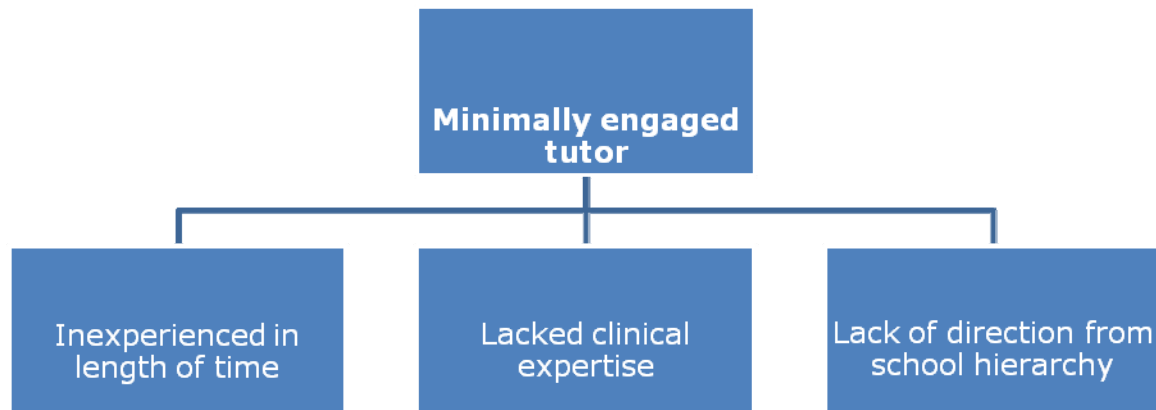 Minimally engaged
tutor
Inexperienced in
length of time
Lacked clinical
expertise
Lack of direction from
school hierarchy